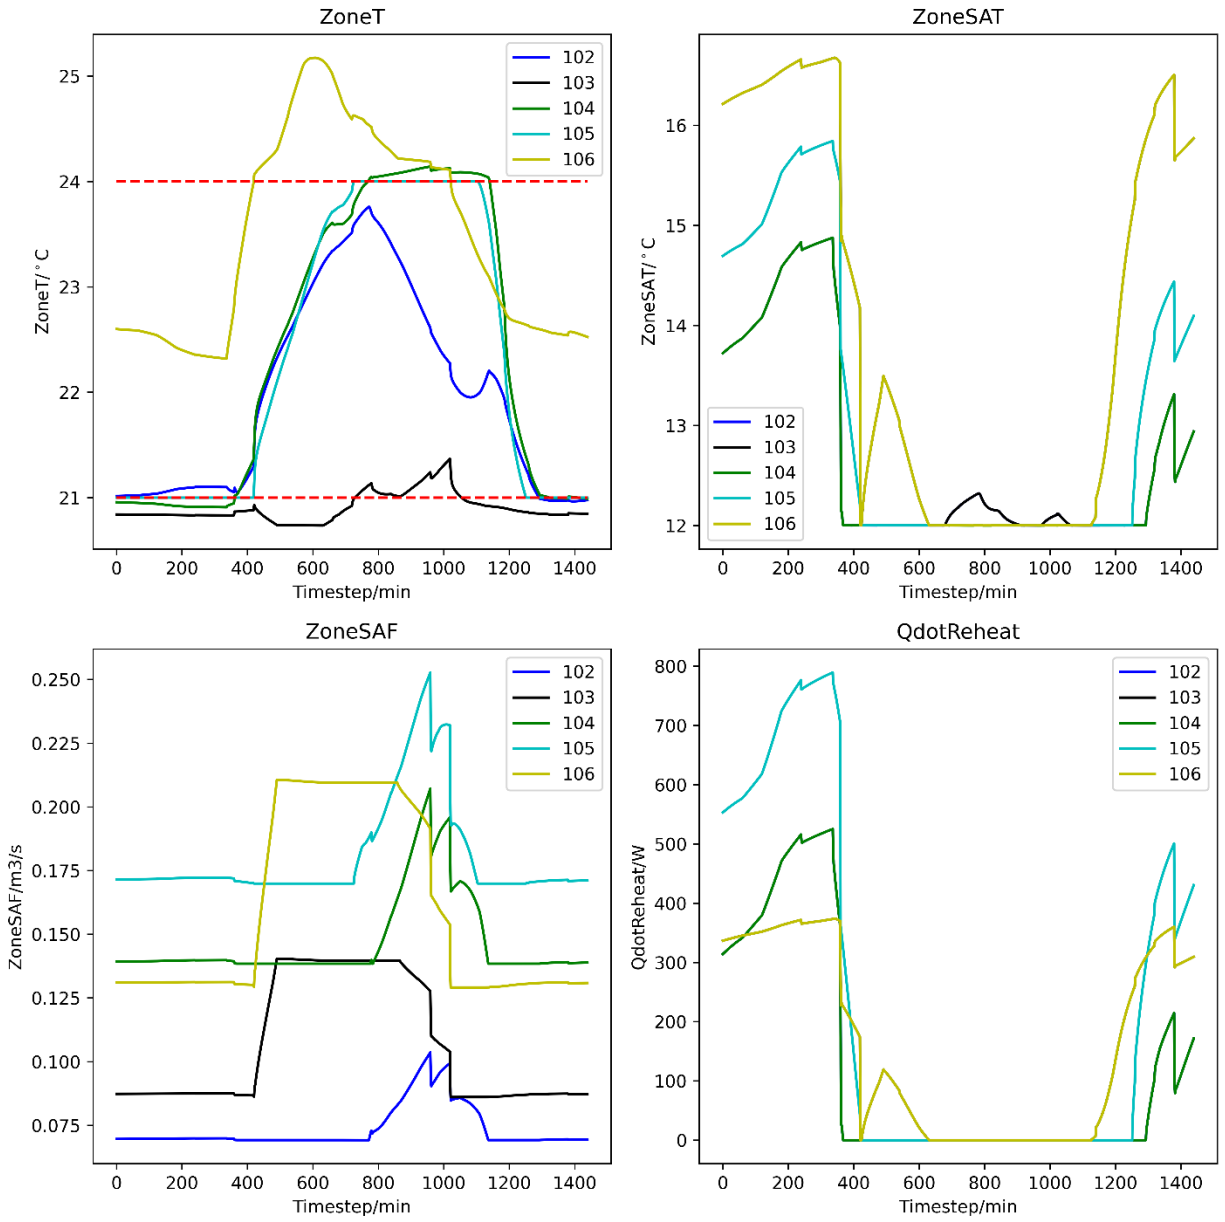 ZoneT
25
24
23
22
21
ZoneT/°C
0 200 400 600 800 1000 1200 1400
Timestep/min
102
103
104
105
106
ZoneSAT
16
15
14
13
12
ZoneSAT/°C
0 200 400 600 800 1000 1200 1400
Timestep/min
102
103
104
105
106
ZoneSAF
0.250
0.225
0.200
0.175
0.150
0.125
0.100
0.075
ZoneSAF/m3/s
0 200 400 600 800 1000 1200 1400
Timestep/min
102
103
104
105
106
QdotReheat
800
700
600
500
400
300
200
100
0
QdotReheat/W
0 200 400 600 800 1000 1200 1400
Timestep/min
102
103
104
105
106